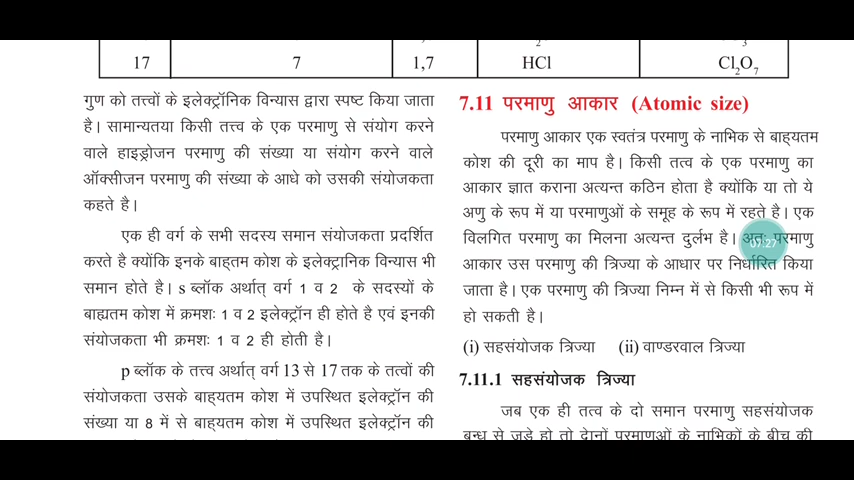 17 7 1,7 HCl Cl₂O₇
गुण को तत्त्वों के इलेक्ट्रॉनिक विन्यास द्वारा स्पष्ट किया जाता
है। सामान्यतया किसी तत्त्व के एक परमाणु से संयोग करने
वाले हाइड्रोजन परमाणु की संख्या या संयोग करने वाले
ऑक्सीजन परमाणु की संख्या के आधे को उसकी संयोजकता
कहते है।
एक ही वर्ग के सभी सदस्य समान संयोजकता प्रदर्शित
करते है क्योंकि इनके बाह्तम कोश के इलेक्ट्रानिक विन्यास भी
समान होते है। s ब्लॉक अर्थात् वर्ग 1 व 2 के सदस्यों के
बाह्यतम कोश में क्रमशः 1 व 2 इलेक्ट्रॉन ही होते है एवं इनकी
संयोजकता भी क्रमशः 1 व 2 ही होती है।
p ब्लॉक के तत्त्व अर्थात् वर्ग 13 से 17 तक के तत्वों की
संयोजकता उसके बाह्यतम कोश में उपस्थित इलेक्ट्रॉन की
संख्या या 8 में से बाह्यतम कोश में उपस्थित इलेक्ट्रॉन की
7.11 परमाणु आकार (Atomic size)
परमाणु आकार एक स्वतंत्र परमाणु के नाभिक से बाह्यतम
कोश की दूरी का माप है। किसी तत्व के एक परमाणु का
आकार ज्ञात कराना अत्यन्त कठिन होता है क्योंकि या तो ये
अणु के रूप में या परमाणुओं के समूह के रूप में रहते है। एक
विलगित परमाणु का मिलना अत्यन्त दुर्लभ है। अतः परमाणु
07:27
आकार उस परमाणु की त्रिज्या के आधार पर निर्धारित किया
जाता है। एक परमाणु की त्रिज्या निम्न में से किसी भी रूप में
हो सकती है।
(i) सहसंयोजक त्रिज्या (ii) वाण्डरवाल त्रिज्या
7.11.1 सहसंयोजक त्रिज्या
जब एक ही तत्व के दो समान परमाणु सहसंयोजक
बन्ध से जुड़े हो तो दोनों परमाणुओं के नाभिकों के बीच की